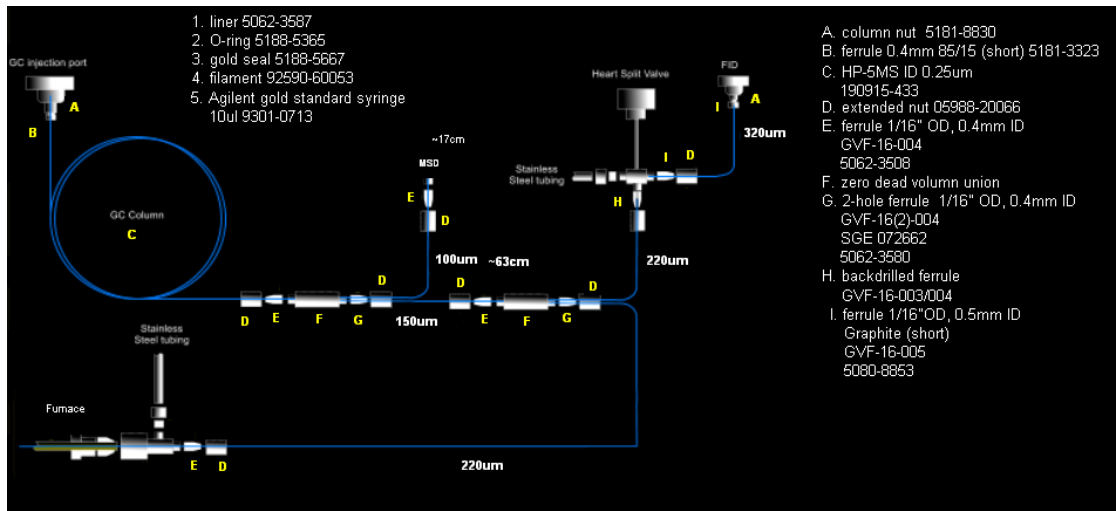 1. liner 5062-3587
2. O-ring 5188-5365
3. gold seal 5188-5667
4. filament 92590-60053
5. Agilent gold standard syringe
10ul 9301-0713
A. column nut 5181-8830
B. ferrule 0.4mm 85/15 (short) 5181-3323
C. HP-5MS ID 0.25um
190915-433
D. extended nut 05988-20066
E. ferrule 1/16" OD, 0.4mm ID
GVF-16-004
5062-3508
F. zero dead volumn union
G. 2-hole ferrule 1/16" OD, 0.4mm ID
GVF-16(2)-004
SGE 072662
5062-3580
H. backdrilled ferrule
GVF-16-003/004
I. ferrule 1/16"OD, 0.5mm ID
Graphite (short)
GVF-16-005
5080-8853
GC injection port
A
B
GC Column
C
~17cm
MSD
E
D
100um
~63cm
Heart Split Valve
FID
I
A
320um
Stainless
Steel tubing
I
D
H
220um
D
E
F
G
D
150um
D
E
F
G
D
Stainless
Steel tubing
Furnace
E
D
220um